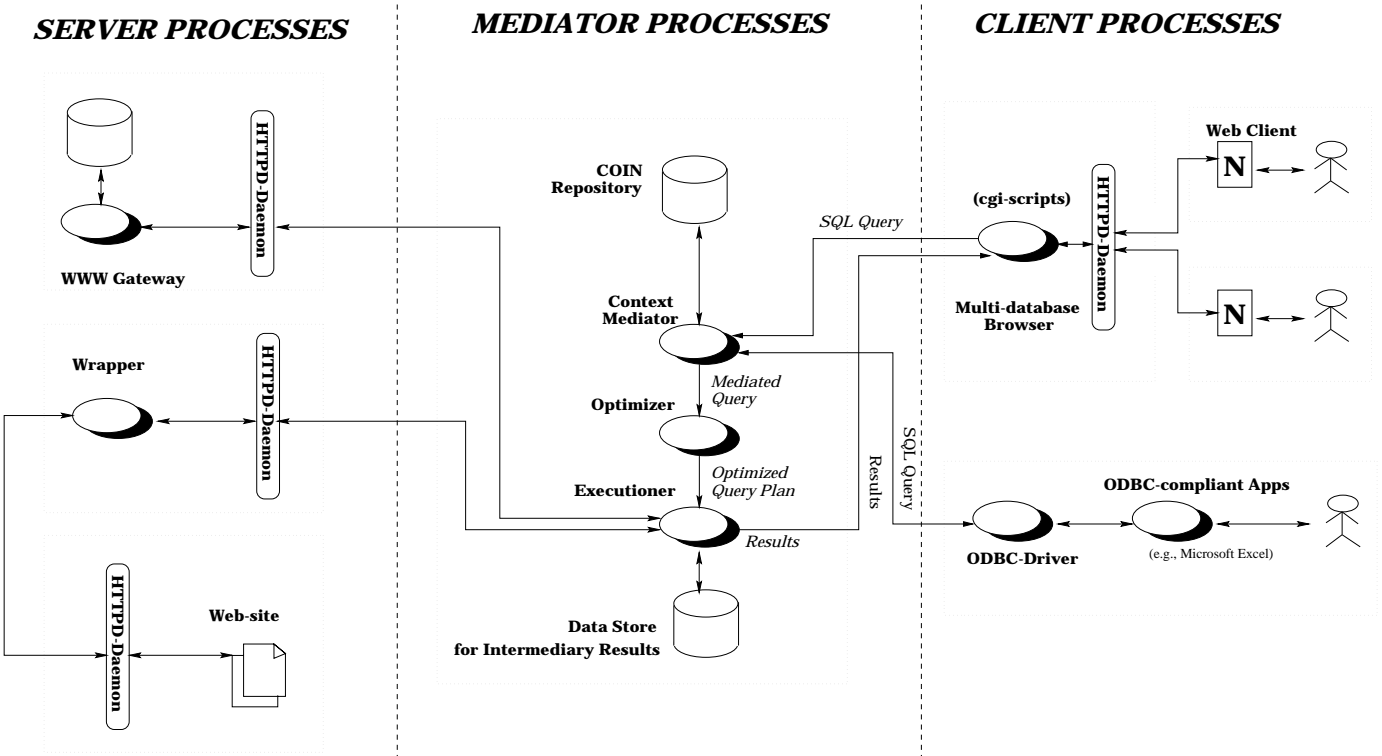 SERVER PROCESSES
MEDIATOR PROCESSES
CLIENT PROCESSES
HTTPD-Daemon
WWW Gateway
Wrapper
HTTPD-Daemon
HTTPD-Daemon
Web-site
COIN
Repository
Context
Mediator
Mediated
Query
Optimizer
Optimized
Query Plan
Executioner
Results
Data Store
for Intermediary Results
SQL Query
Results
SQL Query
(cgi-scripts)
HTTPD-Daemon
Multi-database
Browser
Web Client
N
N
ODBC-compliant Apps
ODBC-Driver
(e.g., Microsoft Excel)